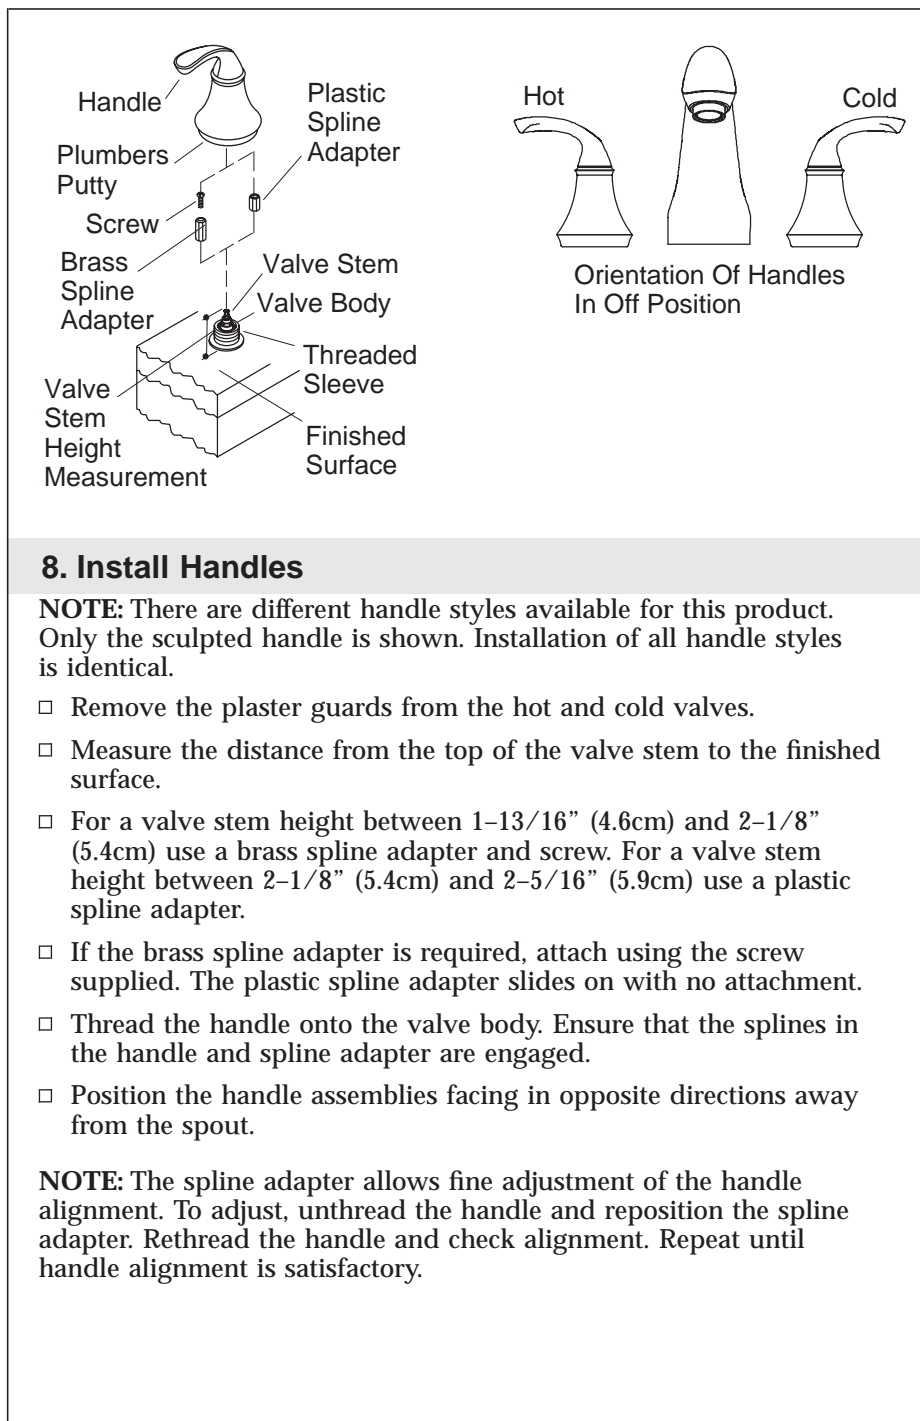 Handle
Plumbers
Putty
Screw
Brass
Spline
Adapter
Valve
Stem
Height
Measurement
Plastic
Spline
Adapter
Valve Stem
Valve Body
Threaded
Sleeve
Finished
Surface
Hot
Cold
Orientation Of Handles
In Off Position
8. Install Handles
NOTE: There are different handle styles available for this product.
Only the sculpted handle is shown. Installation of all handle styles
is identical.
□ Remove the plaster guards from the hot and cold valves.
□ Measure the distance from the top of the valve stem to the finished
surface.
□ For a valve stem height between 1–13/16” (4.6cm) and 2–1/8”
(5.4cm) use a brass spline adapter and screw. For a valve stem
height between 2–1/8” (5.4cm) and 2–5/16” (5.9cm) use a plastic
spline adapter.
□ If the brass spline adapter is required, attach using the screw
supplied. The plastic spline adapter slides on with no attachment.
□ Thread the handle onto the valve body. Ensure that the splines in
the handle and spline adapter are engaged.
□ Position the handle assemblies facing in opposite directions away
from the spout.
NOTE: The spline adapter allows fine adjustment of the handle
alignment. To adjust, unthread the handle and reposition the spline
adapter. Rethread the handle and check alignment. Repeat until
handle alignment is satisfactory.